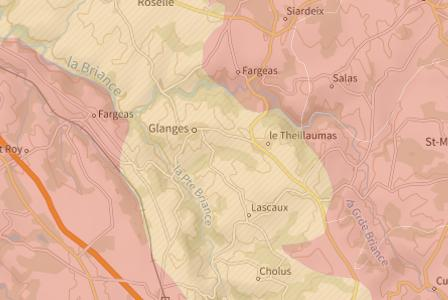 Roselle
Siardeix
la Briance
Fargeas
Salas
Fargeas
Glanges
le Theillaumas
t Roy
St-M
la Pte Briance
Lascaux
la Grde Briance
Cholus
Cu